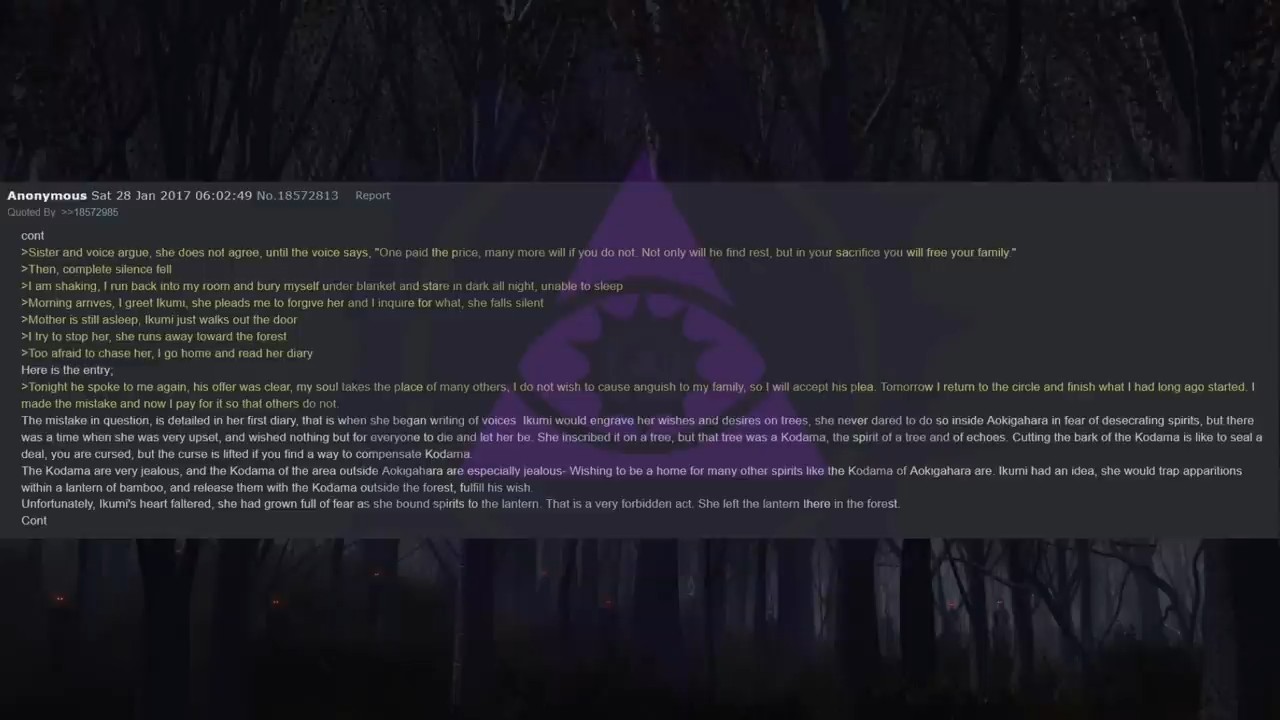 Anonymous Sat 28 Jan 2017 06:02:49 No.18572813 Report
Quoted By >>18572985
cont
>Sister and voice argue, she does not agree, until the voice says, "One paid the price, many more will if you do not. Not only will he find rest, but in your sacrifice you will free your family."
>Then, complete silence fell
>I am shaking, I run back into my room and bury myself under blanket and stare in dark all night, unable to sleep
>Morning arrives, I greet Ikumi, she pleads me to forgive her and I inquire for what, she falls silent
>Mother is still asleep, Ikumi just walks out the door
>I try to stop her, she runs away toward the forest
>Too afraid to chase her, I go home and read her diary
Here is the entry;
>Tonight he spoke to me again, his offer was clear, my soul takes the place of many others, I do not wish to cause anguish to my family, so I will accept his plea. Tomorrow I return to the circle and finish what I had long ago started. I
made the mistake and now I pay for it so that others do not.
The mistake in question, is detailed in her first diary, that is when she began writing of voices. Ikumi would engrave her wishes and desires on trees, she never dared to do so inside Aokigahara in fear of desecrating spirits, but there
was a time when she was very upset, and wished nothing but for everyone to die and let her be. She inscribed it on a tree, but that tree was a Kodama, the spirit of a tree and of echoes. Cutting the bark of the Kodama is like to seal a
deal, you are cursed, but the curse is lifted if you find a way to compensate Kodama.
The Kodama are very jealous, and the Kodama of the area outside Aokigahara are especially jealous- Wishing to be a home for many other spirits like the Kodama of Aokigahara are. Ikumi had an idea, she would trap apparitions
within a lantern of bamboo, and release them with the Kodama outside the forest, fulfill his wish.
Unfortunately, Ikumi's heart faltered, she had grown full of fear as she bound spirits to the lantern. That is a very forbidden act. She left the lantern there in the forest.
Cont